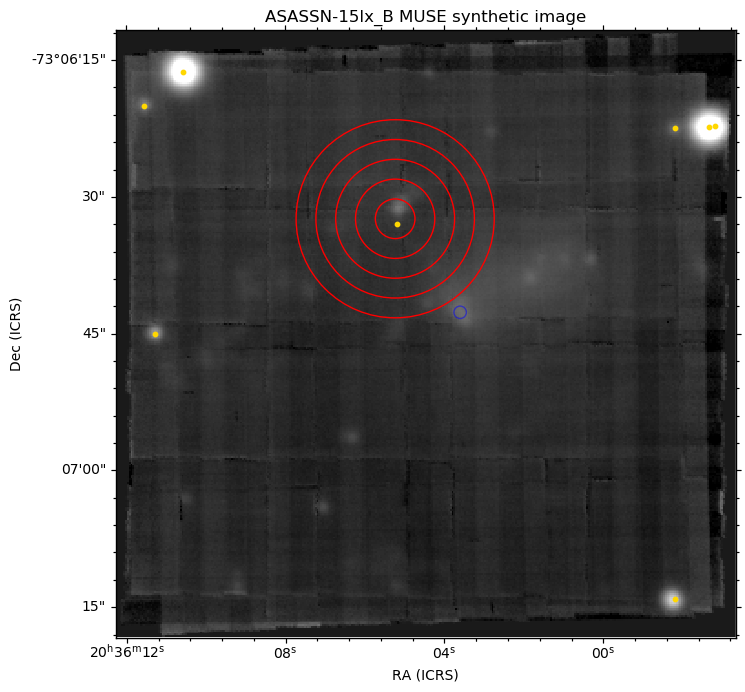 ASASSN-15lx_B MUSE synthetic image
-73°06'15"
30"
45"
07'00"
15"
Dec (ICRS)
20ʰ36ᵐ12ˢ
08ˢ
04ˢ
00ˢ
RA (ICRS)